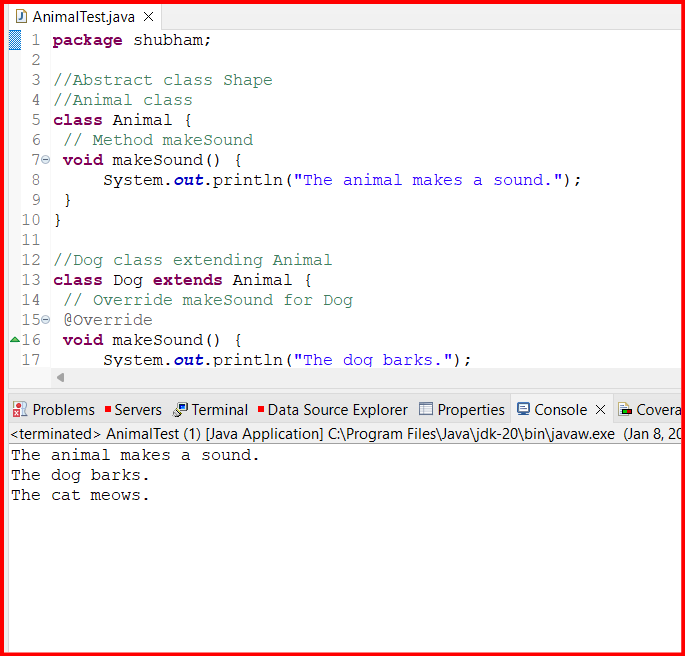 AnimalTest.java
1 package shubham;
2
3 //Abstract class Shape
4 //Animal class
5 class Animal {
6 // Method makeSound
7 void makeSound() {
8 System.out.println("The animal makes a sound.");
9 }
10 }
11
12 //Dog class extending Animal
13 class Dog extends Animal {
14 // Override makeSound for Dog
15 @Override
16 void makeSound() {
17 System.out.println("The dog barks.");
Problems Servers Terminal Data Source Explorer Properties Console Covera
<terminated> AnimalTest (1) [Java Application] C:\Program Files\Java\jdk-20\bin\javaw.exe (Jan 8, 20
The animal makes a sound.
The dog barks.
The cat meows.